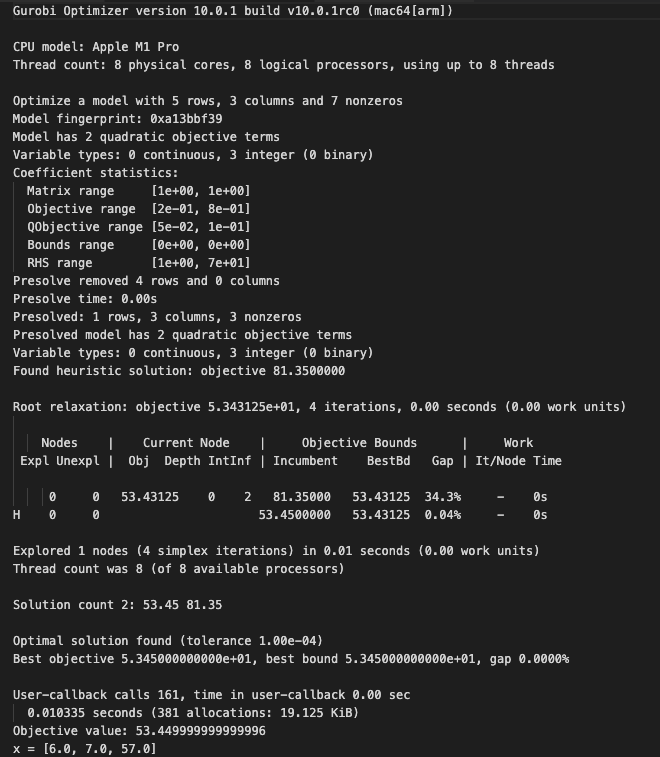 Gurobi Optimizer version 10.0.1 build v10.0.1rc0 (mac64[arm])
CPU model: Apple M1 Pro
Thread count: 8 physical cores, 8 logical processors, using up to 8 threads
Optimize a model with 5 rows, 3 columns and 7 nonzeros
Model fingerprint: 0xa13bbf39
Model has 2 quadratic objective terms
Variable types: 0 continuous, 3 integer (0 binary)
Coefficient statistics:
  Matrix range     [1e+00, 1e+00]
  Objective range  [2e-01, 8e-01]
  QObjective range [5e-02, 1e-01]
  Bounds range     [0e+00, 0e+00]
  RHS range        [1e+00, 7e+01]
Presolve removed 4 rows and 0 columns
Presolve time: 0.00s
Presolved: 1 rows, 3 columns, 3 nonzeros
Presolved model has 2 quadratic objective terms
Variable types: 0 continuous, 3 integer (0 binary)
Found heuristic solution: objective 81.3500000
Root relaxation: objective 5.343125e+01, 4 iterations, 0.00 seconds (0.00 work units)
    Nodes    |    Current Node    |     Objective Bounds      |     Work
 Expl Unexpl |  Obj  Depth IntInf | Incumbent    BestBd   Gap | It/Node Time
     0     0   53.43125    0    2   81.35000   53.43125  34.3%     -    0s
H    0     0                      53.4500000   53.43125  0.04%     -    0s
Explored 1 nodes (4 simplex iterations) in 0.01 seconds (0.00 work units)
Thread count was 8 (of 8 available processors)
Solution count 2: 53.45 81.35
Optimal solution found (tolerance 1.00e-04)
Best objective 5.345000000000e+01, best bound 5.345000000000e+01, gap 0.0000%
User-callback calls 161, time in user-callback 0.00 sec
  0.010335 seconds (381 allocations: 19.125 KiB)
Objective value: 53.449999999999996
x = [6.0, 7.0, 57.0]